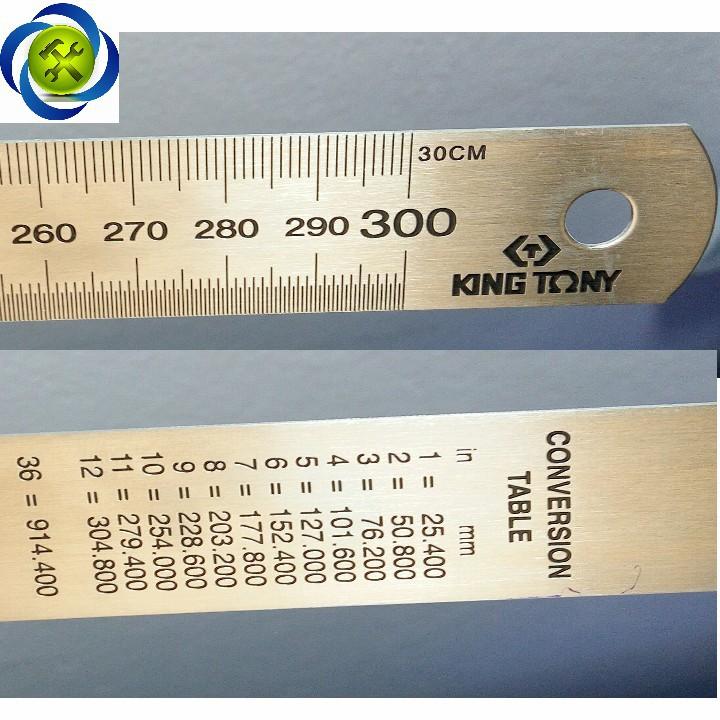 30CM
260 270 280 290 300
KING TONY
CONVERSION
TABLE
in mm
1 = 25.400
2 = 50.800
3 = 76.200
4 = 101.600
5 = 127.000
6 = 152.400
7 = 177.800
8 = 203.200
9 = 228.600
10 = 254.000
11 = 279.400
12 = 304.800
36 = 914.400